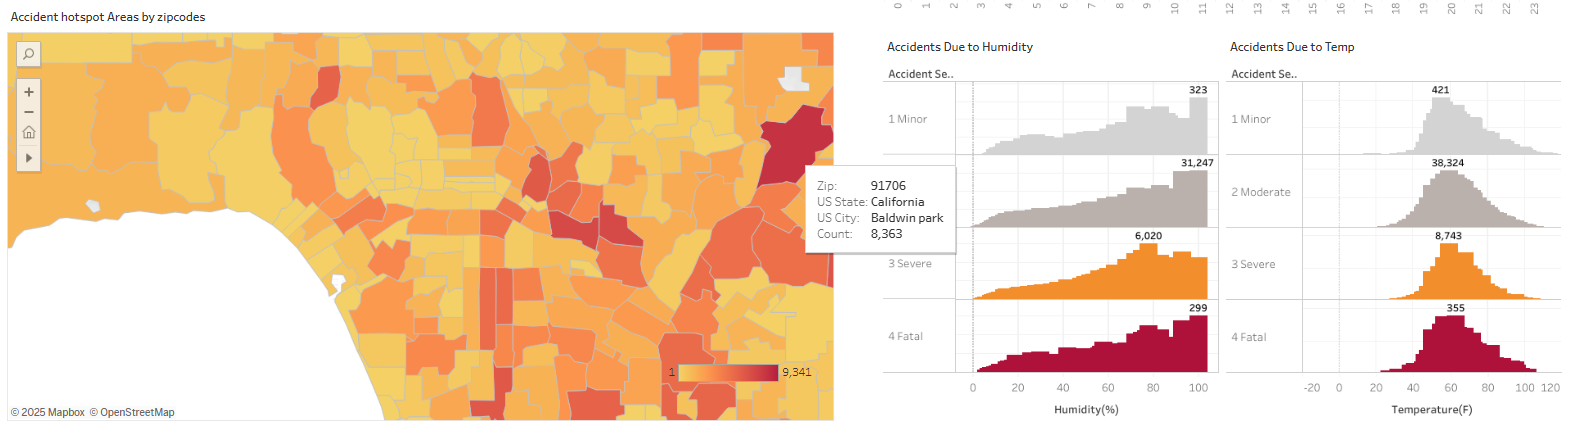 0 1 2 3 4 5 6 7 8 9 10 11 12 13 14 15 16 17 18 19 20 21 22 23
Accident hotspot Areas by zipcodes
+
−
Zip: 91706
US State: California
US City: Baldwin park
Count: 8,363
1 9,341
© 2025 Mapbox © OpenStreetMap
Accidents Due to Humidity
Accident Se..
323
1 Minor
31,247
2 Moderate
6,020
3 Severe
299
4 Fatal
0 20 40 60 80 100
Humidity(%)
Accidents Due to Temp
Accident Se..
421
1 Minor
38,324
2 Moderate
8,743
3 Severe
355
4 Fatal
-20 0 20 40 60 80 100 120
Temperature(F)